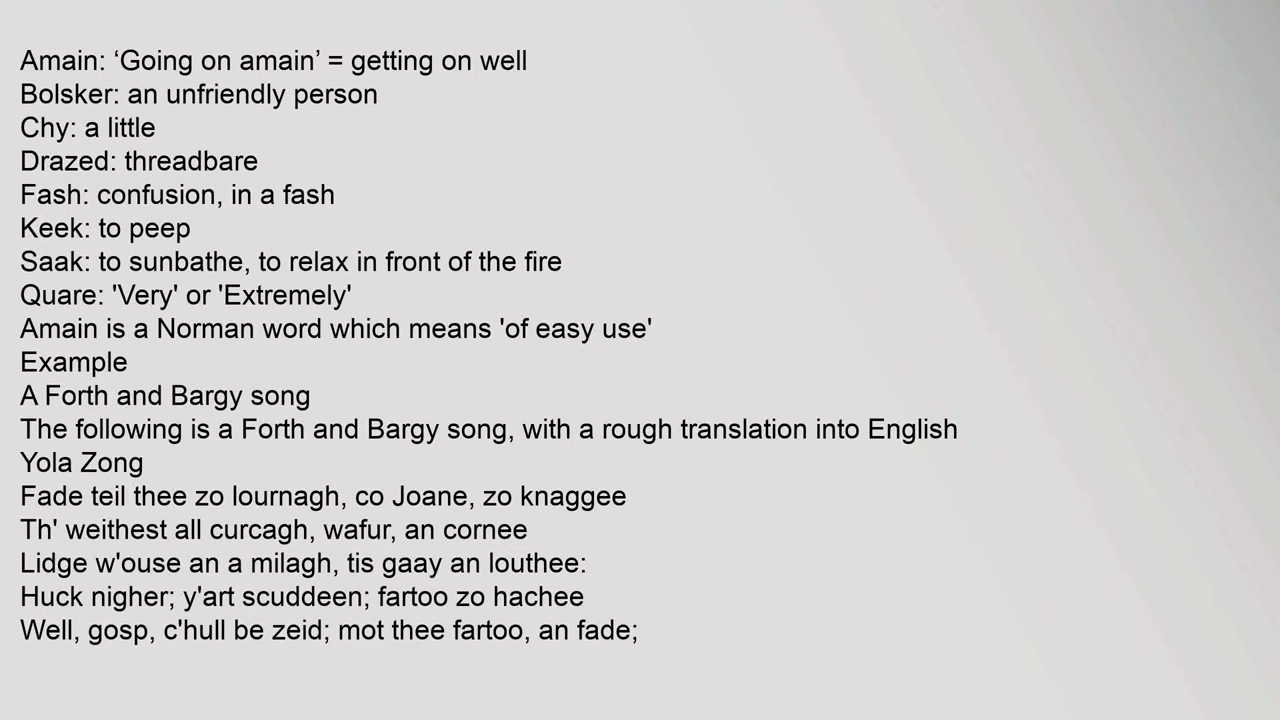 Amain: ‘Going on amain’ = getting on well
Bolsker: an unfriendly person
Chy: a little
Drazed: threadbare
Fash: confusion, in a fash
Keek: to peep
Saak: to sunbathe, to relax in front of the fire
Quare: 'Very' or 'Extremely'
Amain is a Norman word which means 'of easy use'
Example
A Forth and Bargy song
The following is a Forth and Bargy song, with a rough translation into English
Yola Zong
Fade teil thee zo lournagh, co Joane, zo knaggee
Th' weithest all curcagh, wafur, an cornee
Lidge w'ouse an a milagh, tis gaay an louthee:
Huck nigher; y'art scuddeen; fartoo zo hachee
Well, gosp, c'hull be zeid; mot thee fartoo, an fade;